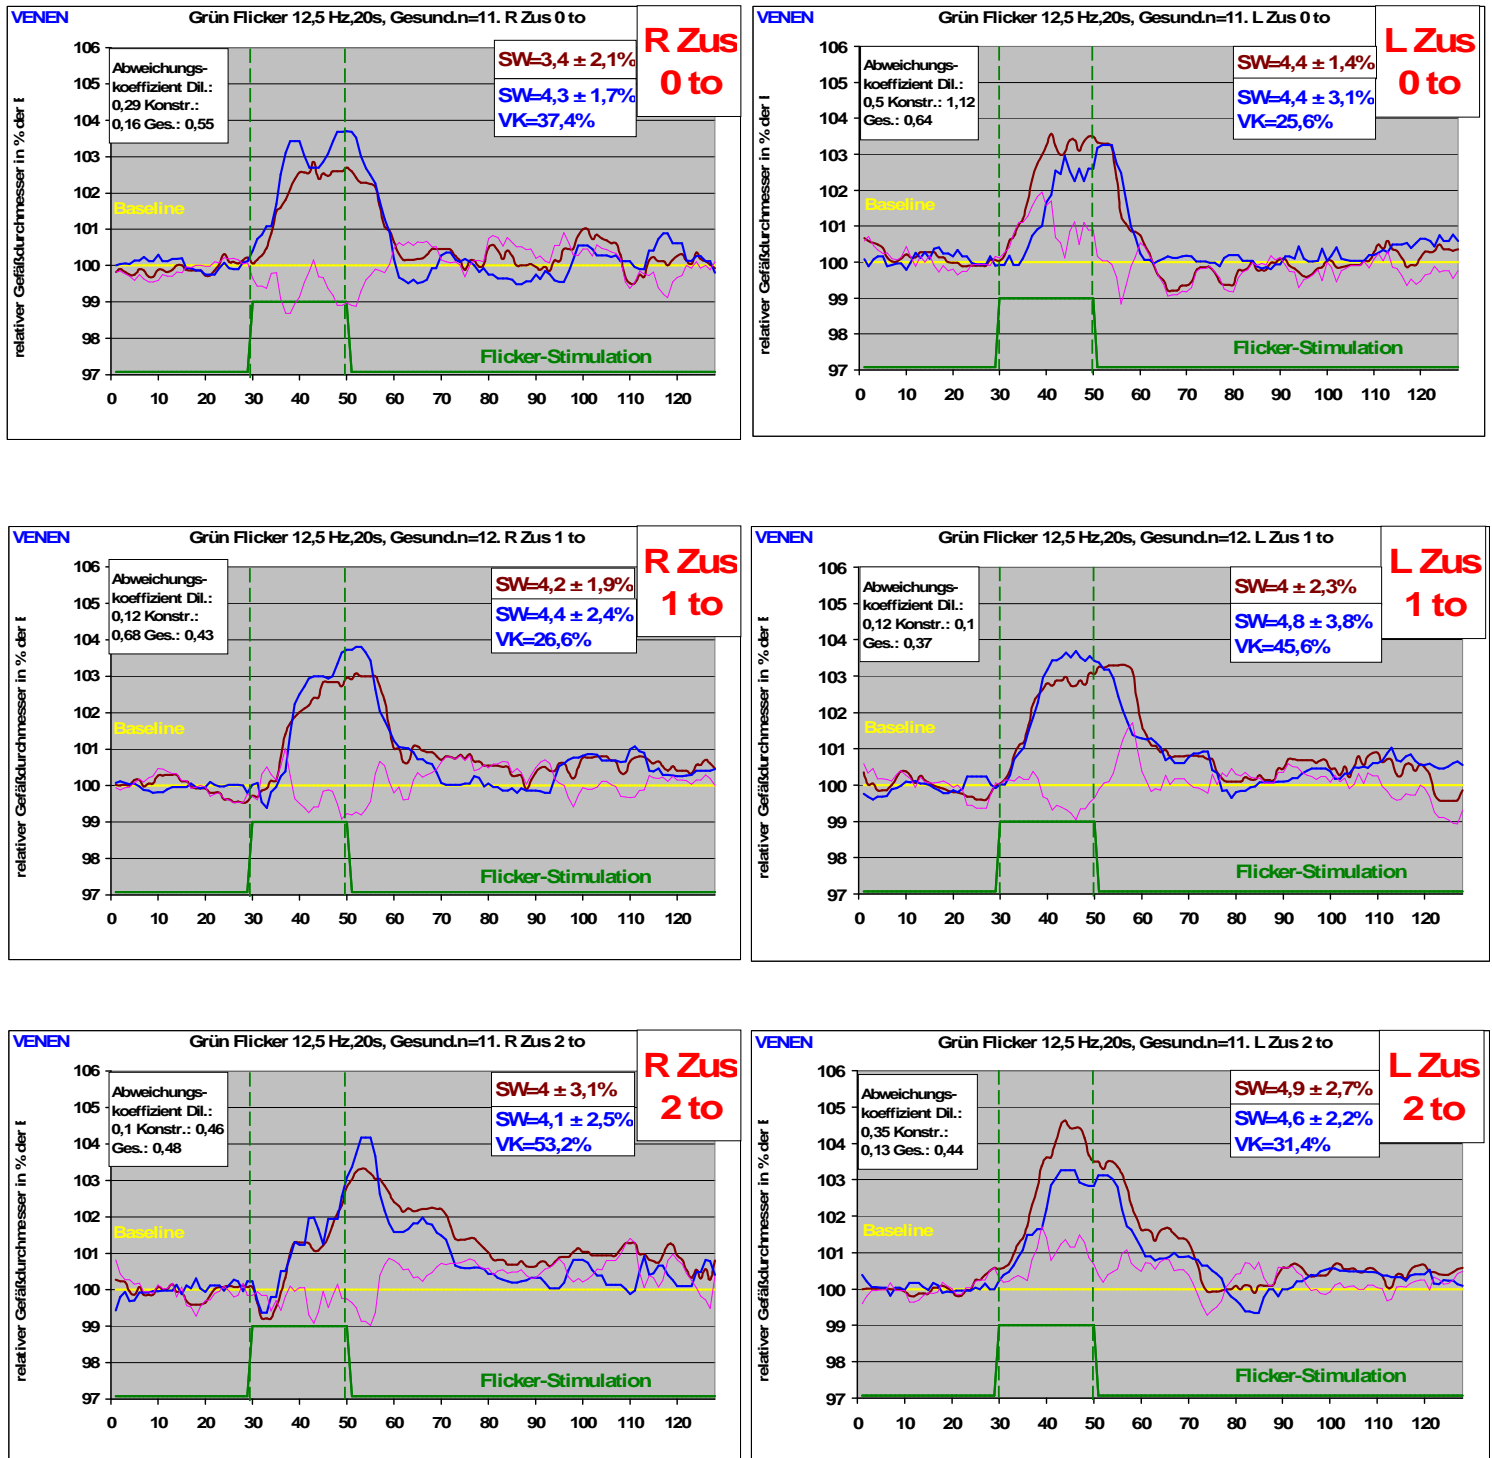 VENEN
Grün Flicker 12,5 Hz,20s, Gesund.n=11. R Zus 0 to
R Zus
0 to
Abweichungs-
koeffizient Dil.:
0,29 Konstr.:
0,16 Ges.: 0,55
SW=3,4 ± 2,1%
SW=4,3 ± 1,7%
VK=37,4%
relativer Gefäßdurchmesser in % der
106
105
104
103
102
101
100
99
98
97
Baseline
Flicker-Stimulation
0 10 20 30 40 50 60 70 80 90 100 110 120
VENEN
Grün Flicker 12,5 Hz,20s, Gesund.n=11. L Zus 0 to
L Zus
0 to
Abweichungs-
koeffizient Dil.:
0,5 Konstr.: 1,12
Ges.: 0,64
SW=4,4 ± 1,4%
SW=4,4 ± 3,1%
VK=25,6%
relativer Gefäßdurchmesser in % der
106
105
104
103
102
101
100
99
98
97
Baseline
Flicker-Stimulation
0 10 20 30 40 50 60 70 80 90 100 110 120
VENEN
Grün Flicker 12,5 Hz,20s, Gesund.n=12. R Zus 1 to
R Zus
1 to
Abweichungs-
koeffizient Dil.:
0,12 Konstr.:
0,68 Ges.: 0,43
SW=4,2 ± 1,9%
SW=4,4 ± 2,4%
VK=26,6%
relativer Gefäßdurchmesser in % der
106
105
104
103
102
101
100
99
98
97
Baseline
Flicker-Stimulation
0 10 20 30 40 50 60 70 80 90 100 110 120
VENEN
Grün Flicker 12,5 Hz,20s, Gesund.n=12. L Zus 1 to
L Zus
1 to
Abweichungs-
koeffizient Dil.:
0,12 Konstr.: 0,1
Ges.: 0,37
SW=4 ± 2,3%
SW=4,8 ± 3,8%
VK=45,6%
relativer Gefäßdurchmesser in % der
106
105
104
103
102
101
100
99
98
97
Baseline
Flicker-Stimulation
0 10 20 30 40 50 60 70 80 90 100 110 120
VENEN
Grün Flicker 12,5 Hz,20s, Gesund.n=11. R Zus 2 to
R Zus
2 to
Abweichungs-
koeffizient Dil.:
0,1 Konstr.: 0,46
Ges.: 0,48
SW=4 ± 3,1%
SW=4,1 ± 2,5%
VK=53,2%
relativer Gefäßdurchmesser in % der
106
105
104
103
102
101
100
99
98
97
Baseline
Flicker-Stimulation
0 10 20 30 40 50 60 70 80 90 100 110 120
VENEN
Grün Flicker 12,5 Hz,20s, Gesund.n=11. L Zus 2 to
L Zus
2 to
Abweichungs-
koeffizient Dil.:
0,35 Konstr.:
0,13 Ges.: 0,44
SW=4,9 ± 2,7%
SW=4,6 ± 2,2%
VK=31,4%
relativer Gefäßdurchmesser in % der
106
105
104
103
102
101
100
99
98
97
Baseline
Flicker-Stimulation
0 10 20 30 40 50 60 70 80 90 100 110 120